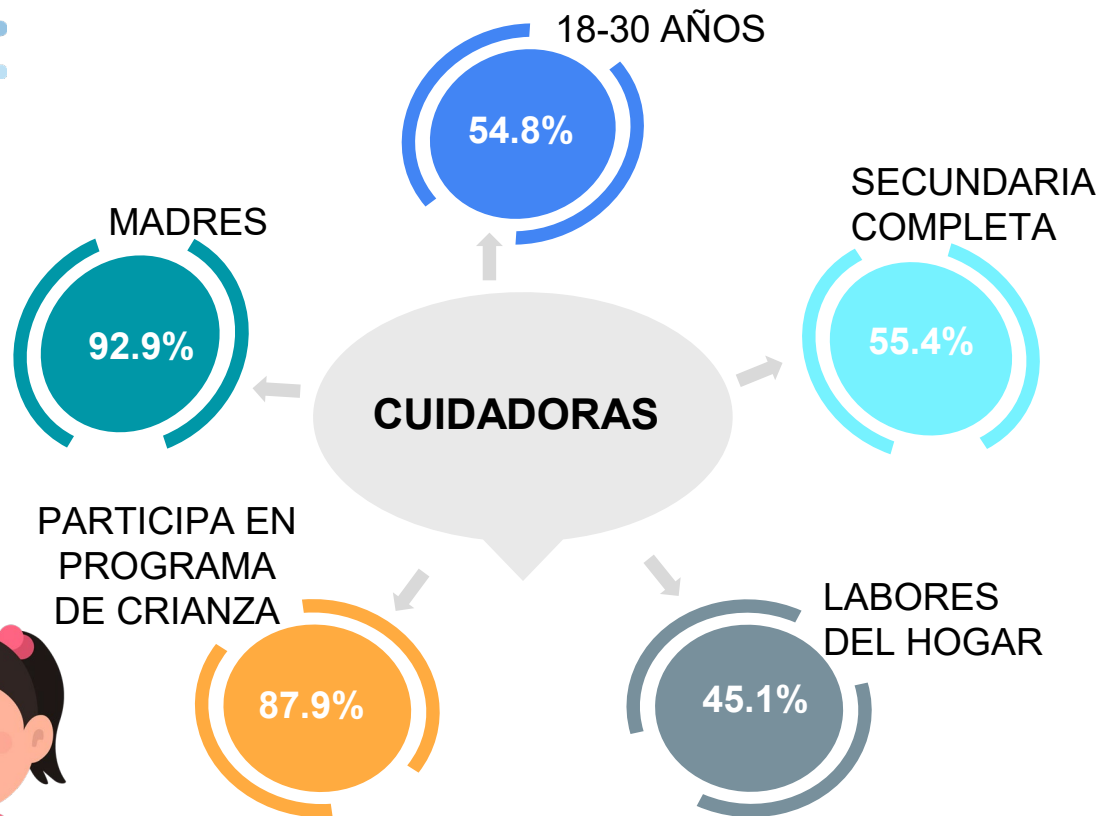 18-30 AÑOS
54.8%
SECUNDARIA
COMPLETA
55.4%
MADRES
92.9%
CUIDADORAS
PARTICIPA EN
PROGRAMA
DE CRIANZA
87.9%
LABORES
DEL HOGAR
45.1%